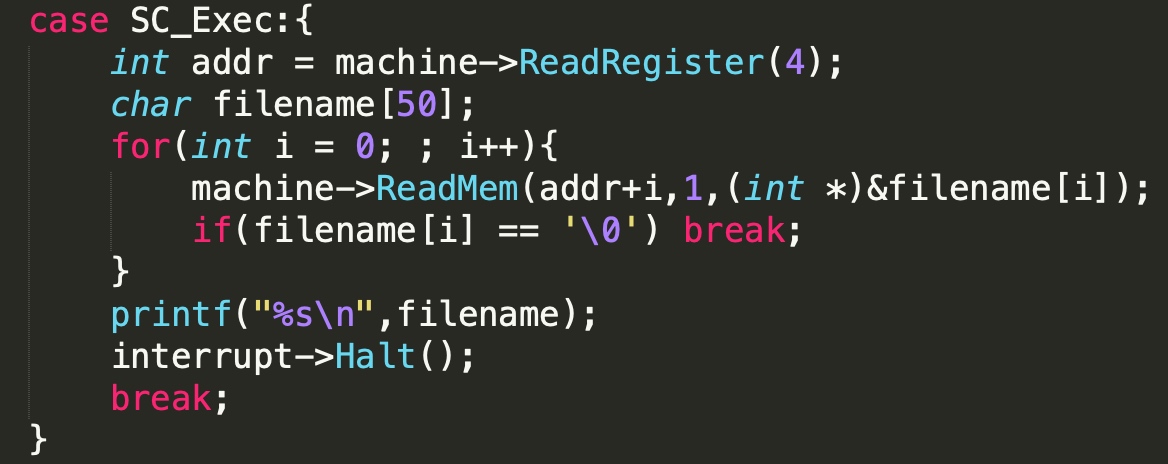 case SC_Exec:{
    int addr = machine->ReadRegister(4);
    char filename[50];
    for(int i = 0; ; i++){
        machine->ReadMem(addr+i,1,(int *)&filename[i]);
        if(filename[i] == '\0') break;
    }
    printf("%s\n",filename);
    interrupt->Halt();
    break;
}